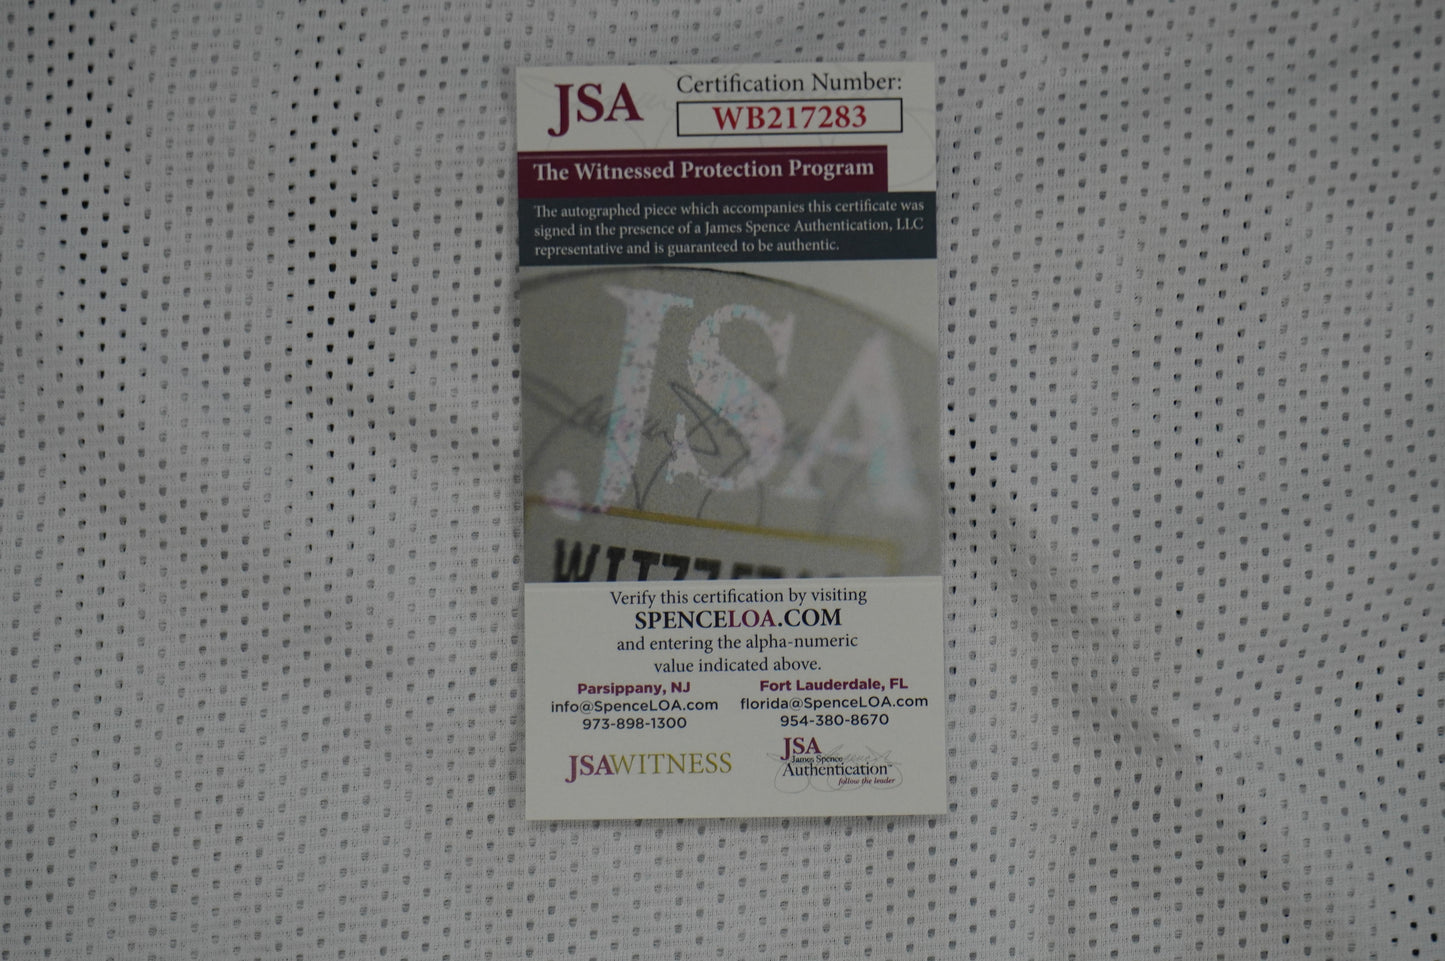 JSA
Certification Number:
WB217283
The Witnessed Protection Program
The autographed piece which accompanies this certificate was
signed in the presence of a James Spence Authentication, LLC
representative and is guaranteed to be authentic.
JSA
Verify this certification by visiting
SPENCELOA.COM
and entering the alpha-numeric
value indicated above.
Parsippany, NJ
info@SpenceLOA.com
973-898-1300
Fort Lauderdale, FL
florida@SpenceLOA.com
954-380-8670
JSAWITNESS
JSA
James Spence
Authentication
follow the leader